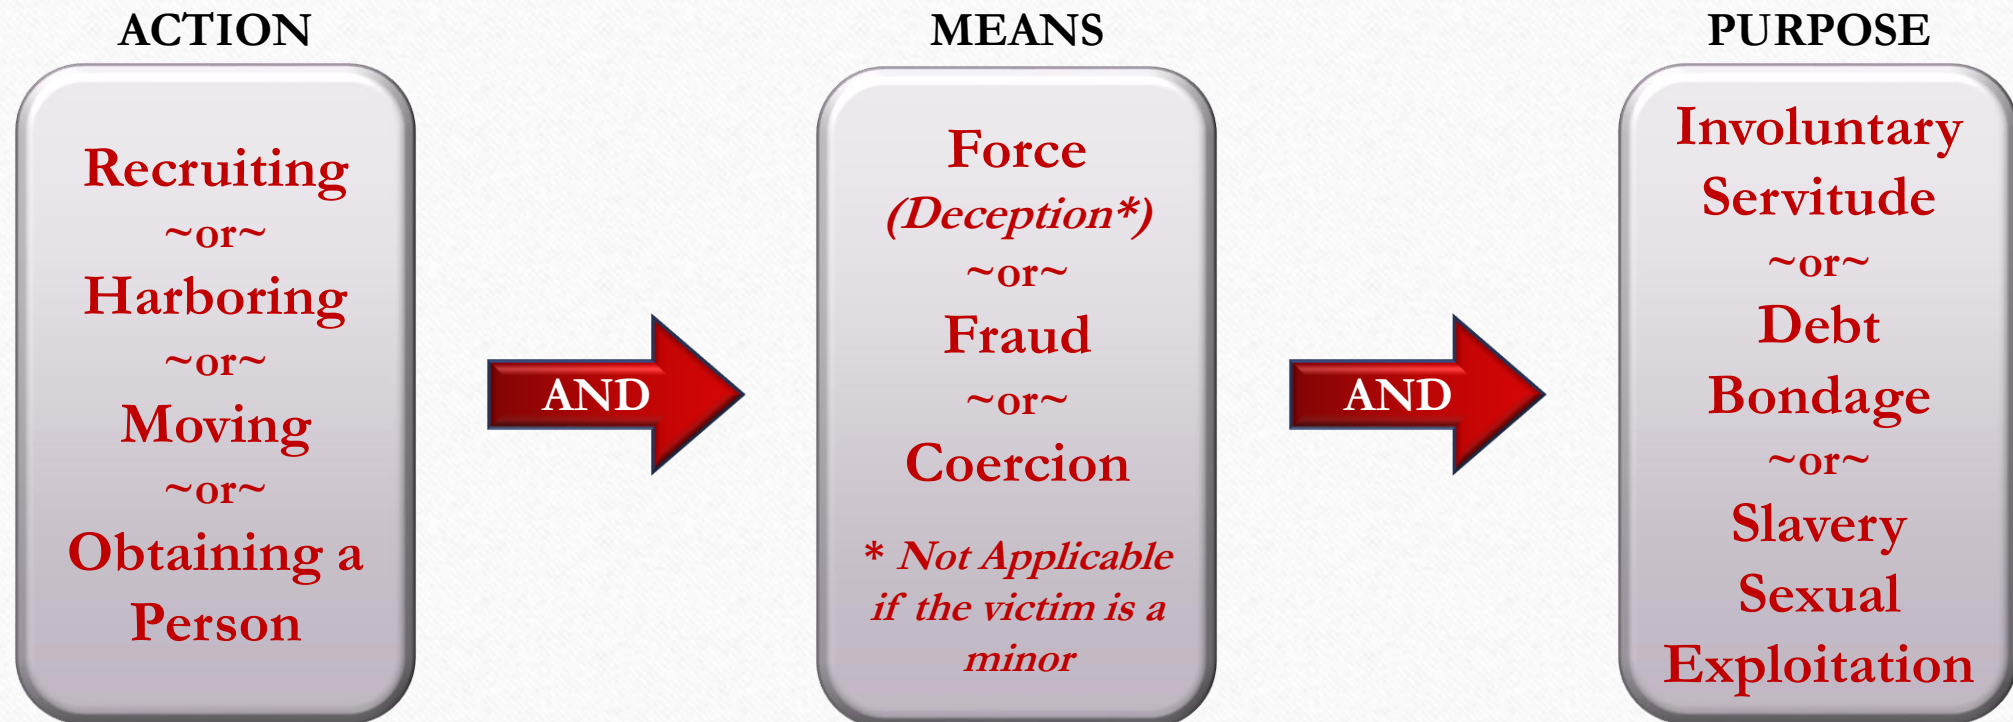 ACTION
Recruiting
~or~
Harboring
~or~
Moving
~or~
Obtaining a
Person
AND
MEANS
Force
(Deception*)
~or~
Fraud
~or~
Coercion
* Not Applicable
if the victim is a
minor
AND
PURPOSE
Involuntary
Servitude
~or~
Debt
Bondage
~or~
Slavery
Sexual
Exploitation